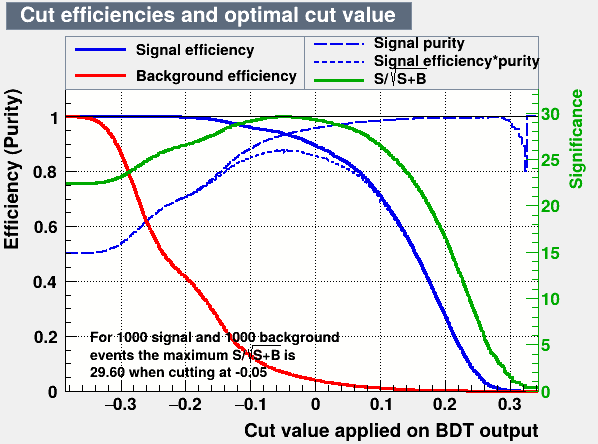 Cut efficiencies and optimal cut value
Signal efficiency
Background efficiency
Signal purity
Signal efficiency*purity
S/√S+B
Efficiency (Purity)
1
0.8
0.6
0.4
0.2
0
30
25
20
15
10
5
0
Significance
For 1000 signal and 1000 background
events the maximum S/√S+B is
29.60 when cutting at -0.05
−0.3 −0.2 −0.1 0 0.1 0.2 0.3
Cut value applied on BDT output